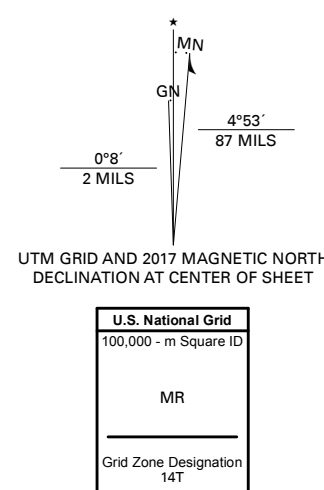 ★
MN
GN
4°53´
87 MILS
0°8´
2 MILS
UTM GRID AND 2017 MAGNETIC NORTH
DECLINATION AT CENTER OF SHEET
U.S. National Grid
100,000 - m Square ID
MR
Grid Zone Designation
14T